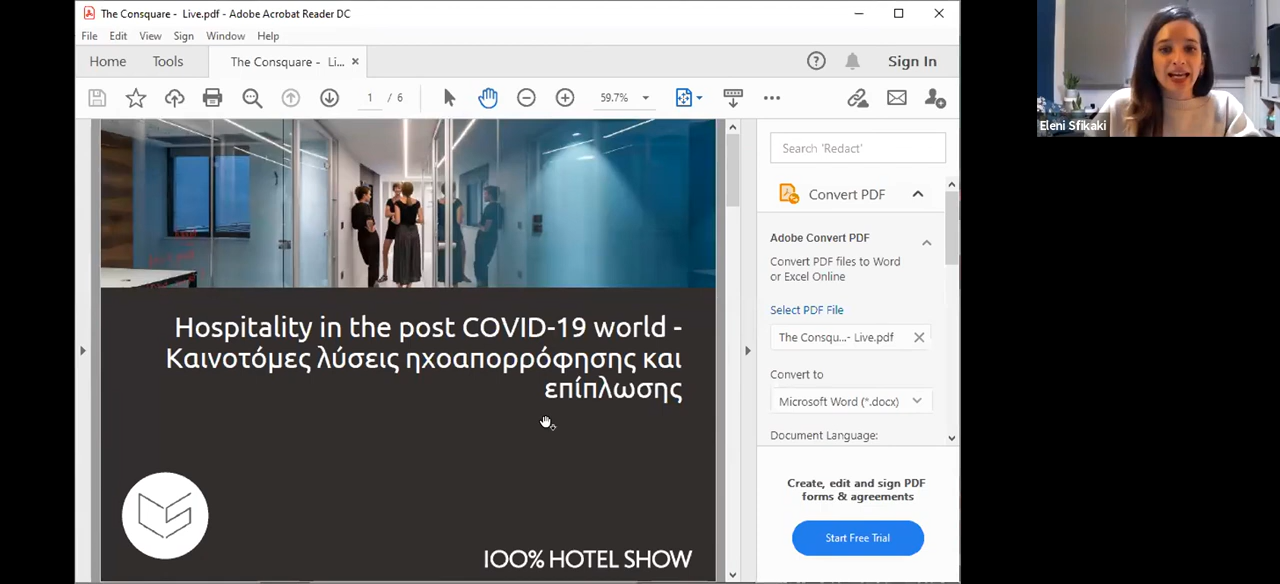 The Consquare - Live.pdf - Adobe Acrobat Reader DC
File Edit View Sign Window Help
Home Tools The Consquare - Li... × Sign In
1 / 6 59.7%
Eleni Sfikaki
Search 'Redact'
Convert PDF
Adobe Convert PDF
Convert PDF files to Word
or Excel Online
Select PDF File
The Consqu...- Live.pdf
Convert to
Microsoft Word (*.docx)
Document Language:
Create, edit and sign PDF
forms & agreements
Start Free Trial
Hospitality in the post COVID-19 world -
Καινοτόμες λύσεις ηχοαπορρόφησης και
επίπλωσης
100% HOTEL SHOW